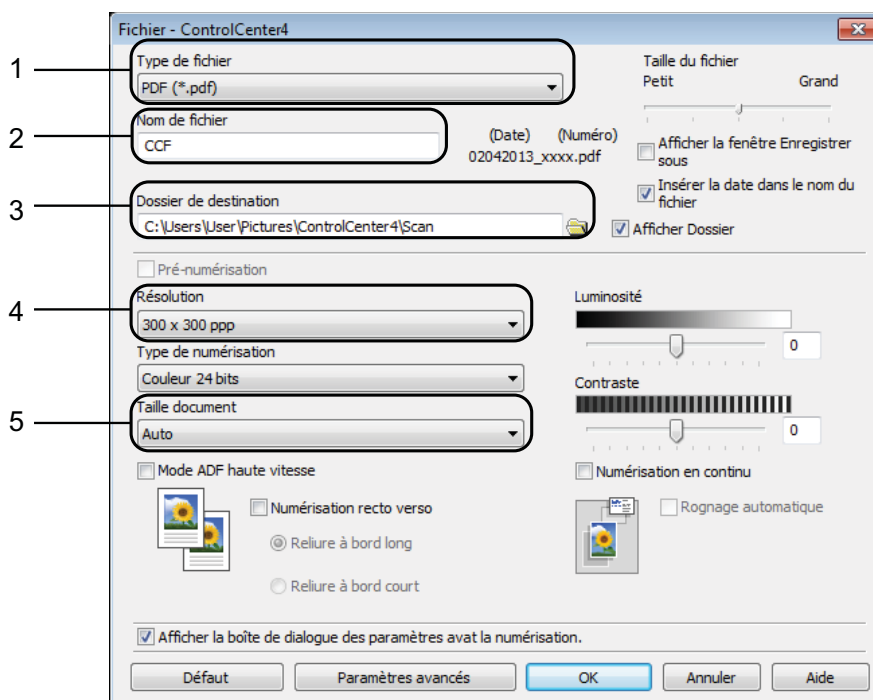 Fichier - ControlCenter4
1
Type de fichier
PDF (*.pdf)
Taille du fichier
Petit Grand
2
Nom de fichier
CCF
(Date) (Numéro)
02042013_xxxx.pdf
Afficher la fenêtre Enregistrer
sous
Insérer la date dans le nom du
fichier
3
Dossier de destination
C:\Users\User\Pictures\ControlCenter4\Scan
Afficher Dossier
Pré-numérisation
4
Résolution
300 x 300 ppp
Luminosité
0
Type de numérisation
Couleur 24 bits
Contraste
0
5
Taille document
Auto
Mode ADF haute vitesse
Numérisation recto verso
Reliure à bord long
Reliure à bord court
Numérisation en continu
Rognage automatique
Afficher la boîte de dialogue des paramètres avat la numérisation.
Défaut Paramètres avancés OK Annuler Aide